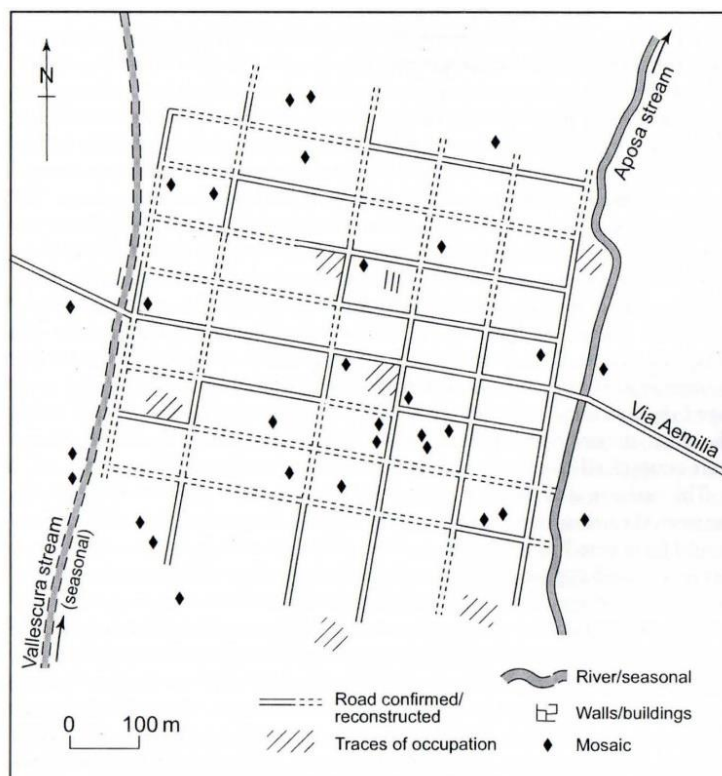 N
Aposa stream
Via Aemilia
Vallescura stream
(seasonal)
0 100 m
Road confirmed/
reconstructed
Traces of occupation
River/seasonal
Walls/buildings
Mosaic